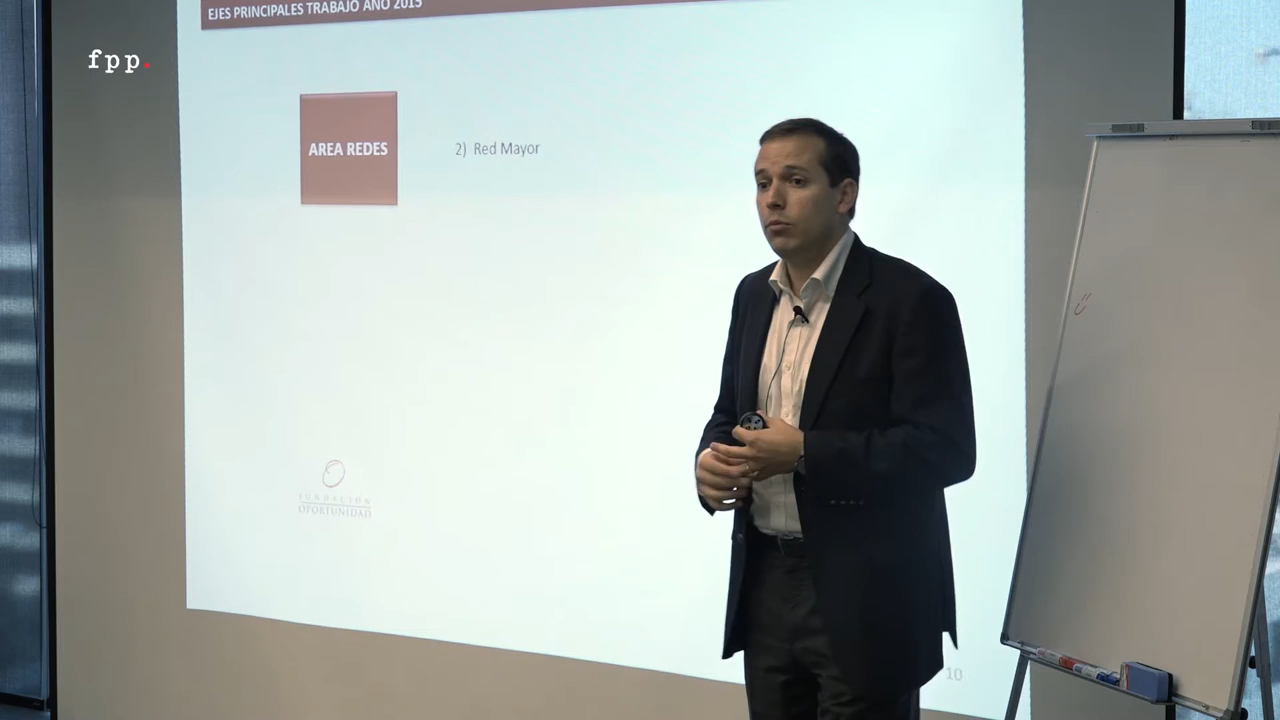 EJES PRINCIPALES TRABAJO AÑO 2015
fpp.
AREA REDES
2) Red Mayor
FUNDACIÓN
OPORTUNIDAD
10